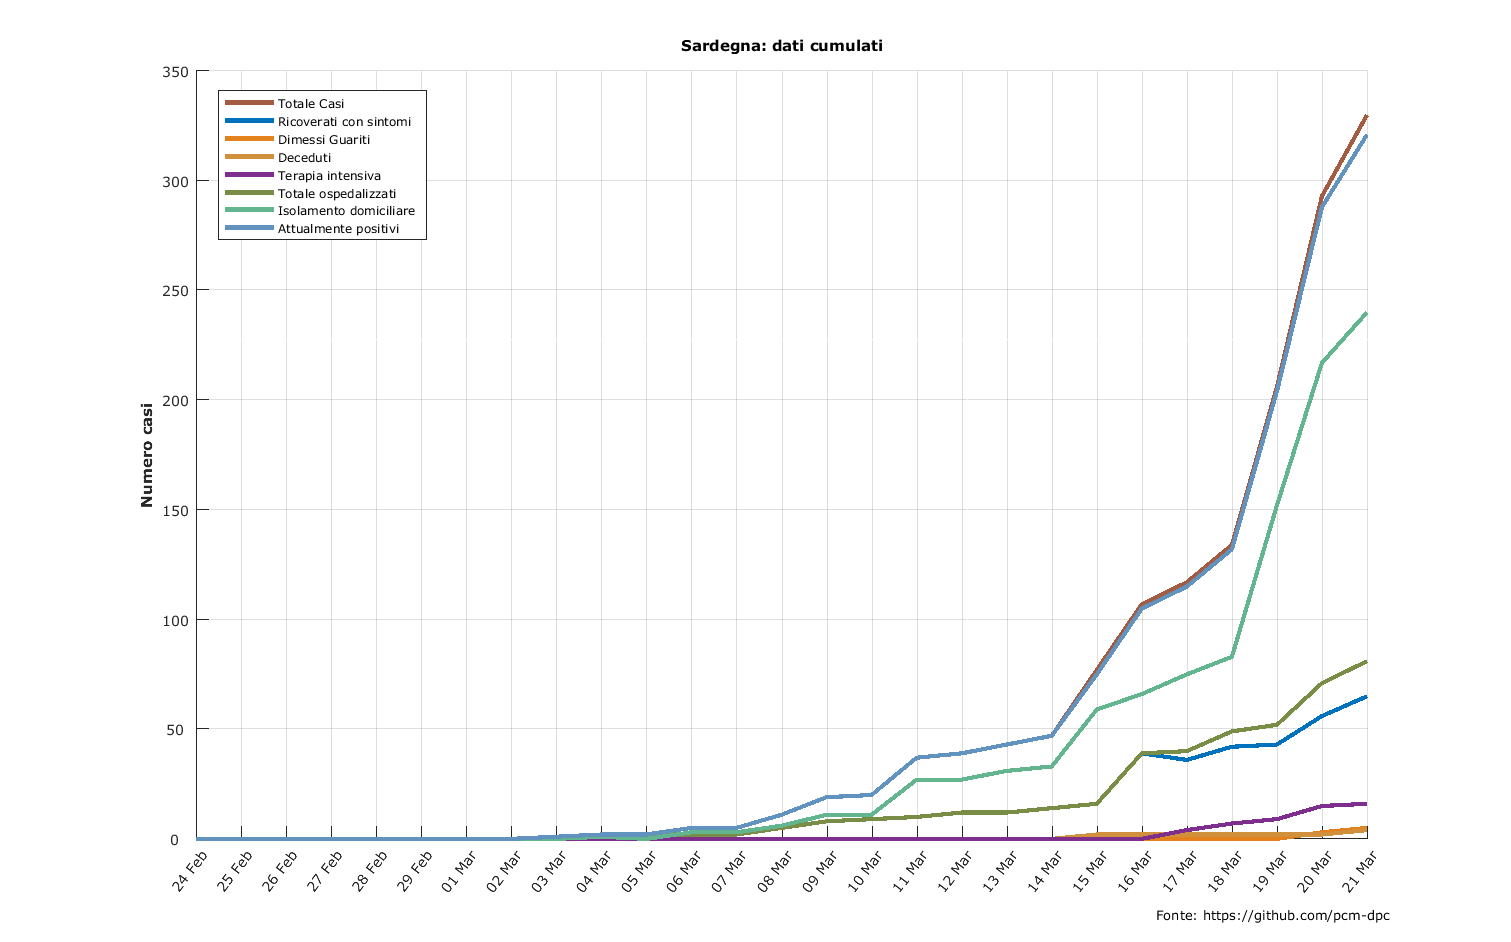 Sardegna: dati cumulati
350
300
250
200
150
100
50
0
Numero casi
Totale Casi
Ricoverati con sintomi
Dimessi Guariti
Deceduti
Terapia intensiva
Totale ospedalizzati
Isolamento domiciliare
Attualmente positivi
24 Feb
25 Feb
26 Feb
27 Feb
28 Feb
29 Feb
01 Mar
02 Mar
03 Mar
04 Mar
05 Mar
06 Mar
07 Mar
08 Mar
09 Mar
10 Mar
11 Mar
12 Mar
13 Mar
14 Mar
15 Mar
16 Mar
17 Mar
18 Mar
19 Mar
20 Mar
21 Mar
Fonte: https://github.com/pcm-dpc